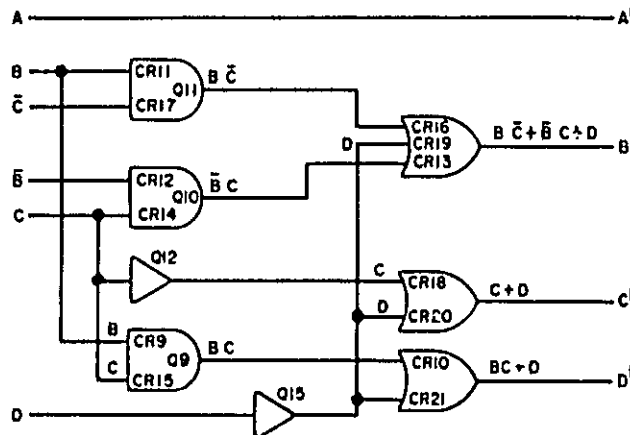 A A'
B CR11 Q11 B C̄
C̄ CR17
CR16 B C̄ + B̄ C + D B
D CR19
CR13
B̄ CR12 Q10 B̄ C
C CR14
Q12 C CR18 C + D C'
D CR20
B CR9 Q9 B C CR10 BC + D D'
C CR15 CR21
D Q15